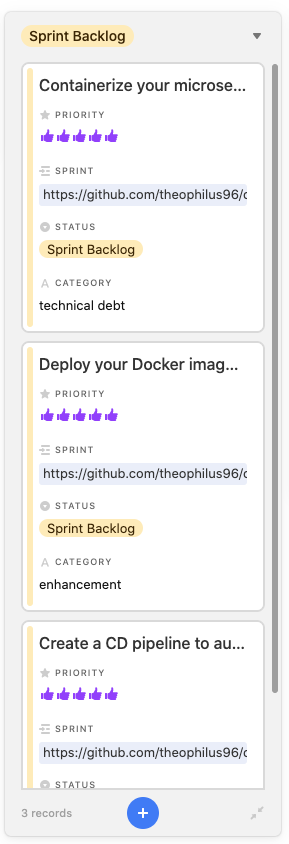 Sprint Backlog
Containerize your microse...
PRIORITY
SPRINT
https://github.com/theophilus96/
STATUS
Sprint Backlog
A CATEGORY
technical debt
Deploy your Docker imag...
PRIORITY
SPRINT
https://github.com/theophilus96/
STATUS
Sprint Backlog
A CATEGORY
enhancement
Create a CD pipeline to au...
PRIORITY
SPRINT
https://github.com/theophilus96/
STATUS
3 records